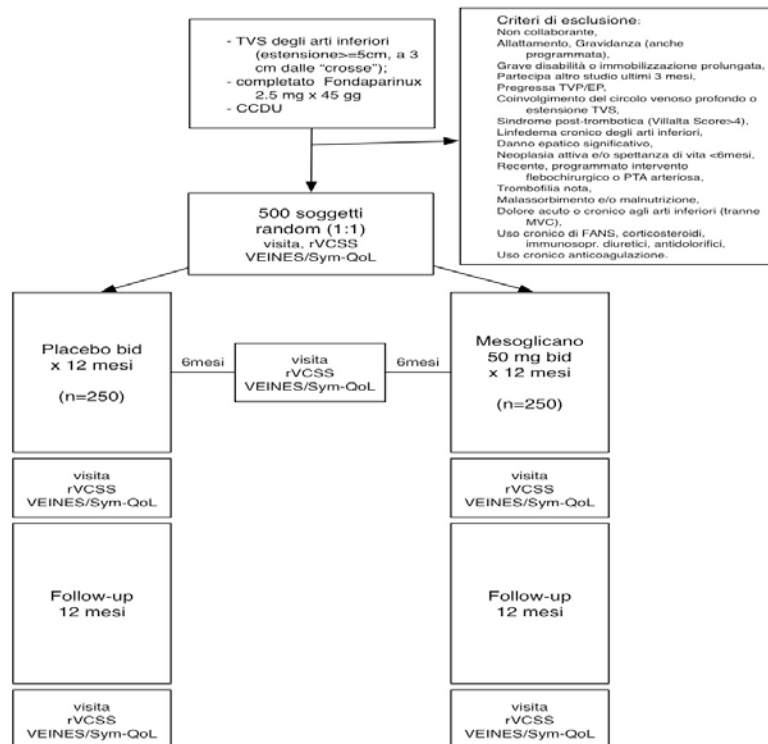 - TVS degli arti inferiori
(estensione>=5cm, a 3
cm dalle "crosse");
- completato Fondaparinux
2.5 mg x 45 gg
- CCDU
Criteri di esclusione:
Non collaborante,
Allattamento, Gravidanza (anche
programmata),
Grave disabilità o immobilizzazione prolungata,
Partecipa altro studio ultimi 3 mesi,
Pregressa TVP/EP,
Coinvolgimento del circolo venoso profondo o
estensione TVS,
Sindrome post-trombotica (Villalta Score>4),
Linfedema cronico degli arti inferiori,
Danno epatico significativo,
Neoplasia attiva e/o spettanza di vita <6mesi,
Recente, programmato intervento
flebochirurgico o PTA arteriosa,
Trombofilia nota,
Malassorbimento e/o malnutrizione,
Dolore acuto o cronico agli arti inferiori (tranne
MVC),
Uso cronico di FANS, corticosteroidi,
immunosopr. diuretici, antidolorifici,
Uso cronico anticoagulazione.
500 soggetti
random (1:1)
visita, rVCSS
VEINES/Sym-QoL
Placebo bid
x 12 mesi
(n=250)
6mesi
visita
rVCSS
VEINES/Sym-QoL
6mesi
Mesoglicano
50 mg bid
x 12 mesi
(n=250)
visita
rVCSS
VEINES/Sym-QoL
visita
rVCSS
VEINES/Sym-QoL
Follow-up
12 mesi
Follow-up
12 mesi
visita
rVCSS
VEINES/Sym-QoL
visita
rVCSS
VEINES/Sym-QoL